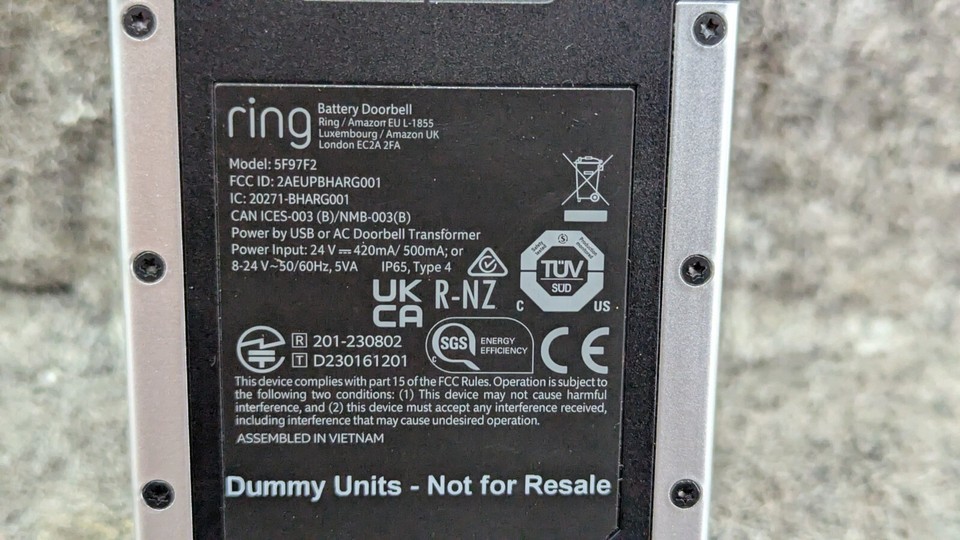 ring
Battery Doorbell
Ring / Amazon EU L-1855
Luxembourg / Amazon UK
London EC2A 2FA
Model: 5F97F2
FCC ID: 2AEUPBHARG001
IC: 20271-BHARG001
CAN ICES-003 (B)/NMB-003(B)
Power by USB or AC Doorbell Transformer
Power Input: 24 V ⎓ 420mA/ 500mA; or
8-24 V~50/60Hz, 5VA IP65, Type 4
TÜV
SÜD
C US
UK
CA
R-NZ
R 201-230802
T D230161201
SGS
C
ENERGY
EFFICIENCY
CE
This device complies with part 15 of the FCC Rules. Operation is subject to
the following two conditions: (1) This device may not cause harmful
interference, and (2) this device must accept any interference received,
including interference that may cause undesired operation.
ASSEMBLED IN VIETNAM
Dummy Units - Not for Resale